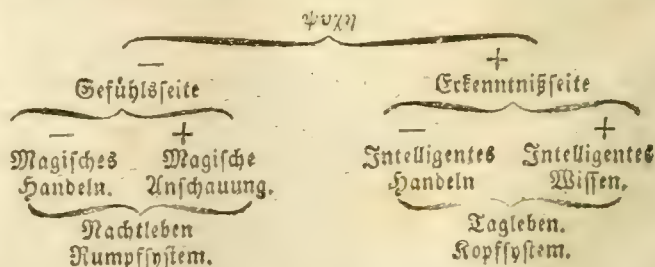 ψυχη
— +
Gefühlsseite Erkenntnißseite
— + — +
Magisches Magische Intelligentes Intelligentes
Handeln. Anschauung. Handeln Wissen.
Nachtleben Tagleben.
Rumpfsystem. Kopfsystem.